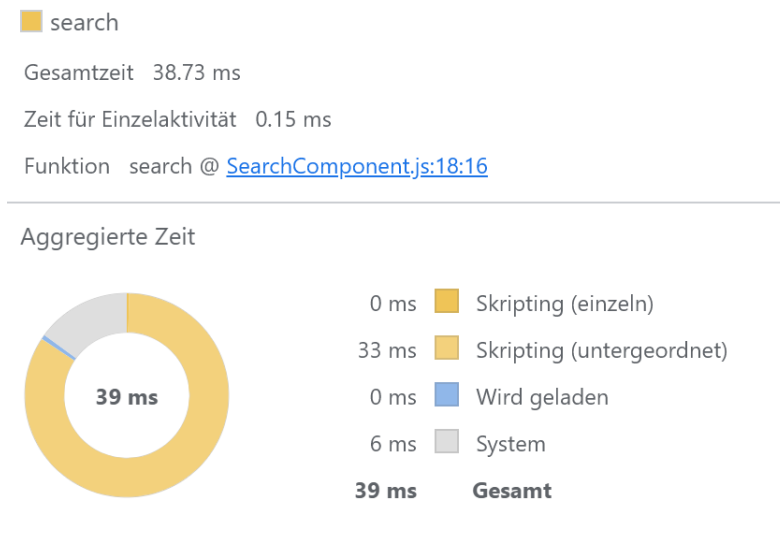 search
Gesamtzeit 38.73 ms
Zeit für Einzelaktivität 0.15 ms
Funktion search @ SearchComponent.js:18:16
Aggregierte Zeit
39 ms
0 ms Skripting (einzeln)
33 ms Skripting (untergeordnet)
0 ms Wird geladen
6 ms System
39 ms Gesamt